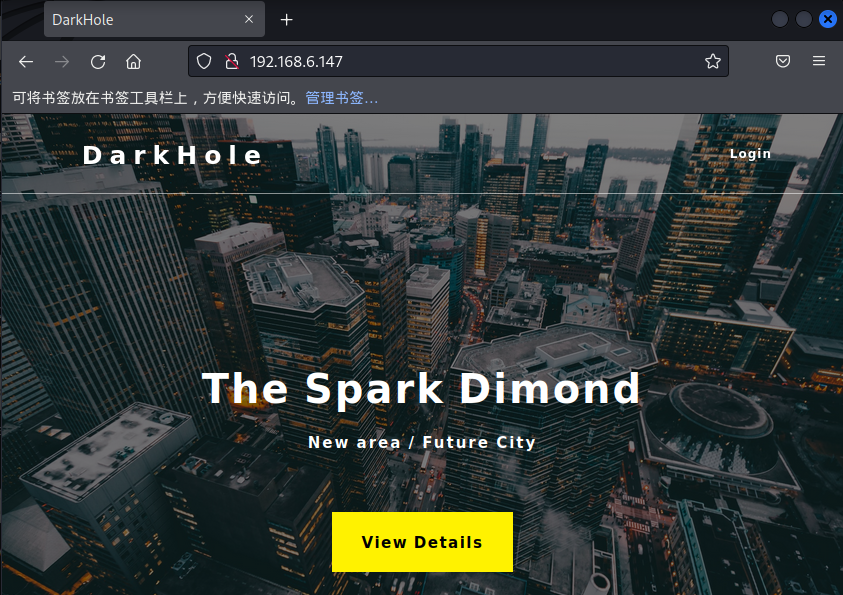 DarkHole
192.168.6.147
可将书签放在书签工具栏上，方便快速访问。管理书签…
DarkHole
Login
The Spark Dimond
New area / Future City
View Details